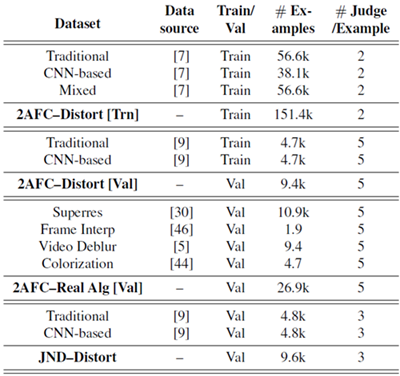 Dataset Data source Train/ Val # Ex- amples # Judge /Example
Traditional [7] Train 56.6k 2
CNN-based [7] Train 38.1k 2
Mixed [7] Train 56.6k 2
2AFC–Distort [Trn] – Train 151.4k 2
Traditional [9] Train 4.7k 5
CNN-based [9] Train 4.7k 5
2AFC–Distort [Val] – Val 9.4k 5
Superres [30] Val 10.9k 5
Frame Interp [46] Val 1.9 5
Video Deblur [5] Val 9.4 5
Colorization [44] Val 4.7 5
2AFC–Real Alg [Val] – Val 26.9k 5
Traditional [9] Val 4.8k 3
CNN-based [9] Val 4.8k 3
JND–Distort – Val 9.6k 3